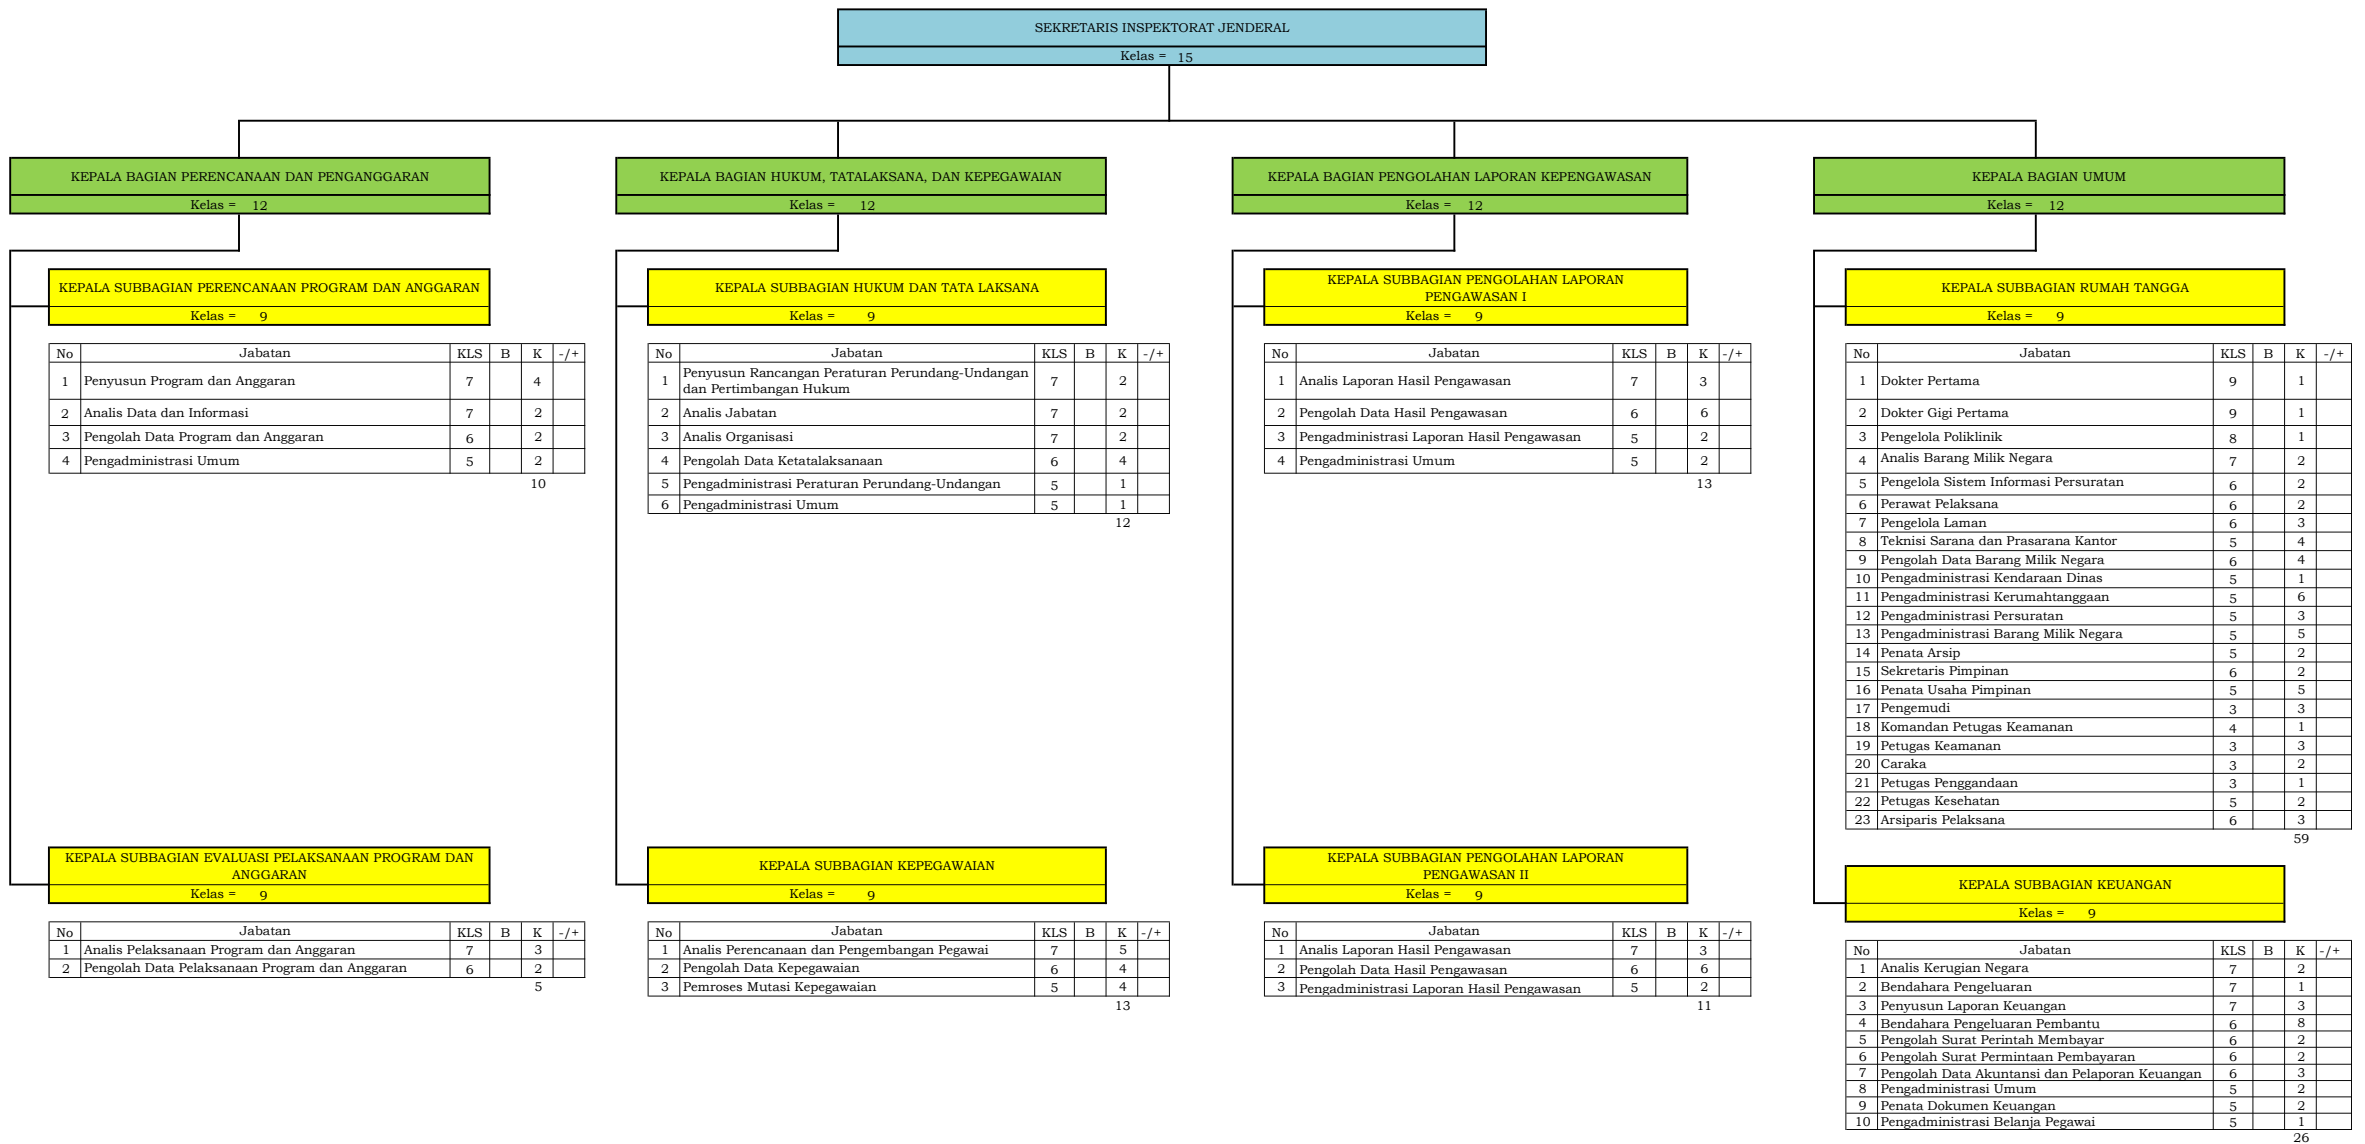 SEKRETARIS INSPEKTORAT JENDERAL
Kelas = 15
KEPALA BAGIAN PERENCANAAN DAN PENGANGGARAN
Kelas = 12
KEPALA SUBBAGIAN PERENCANAAN PROGRAM DAN ANGGARAN
Kelas = 9
No Jabatan KLS B K -/+
1 Penyusun Program dan Anggaran 7 4
2 Analis Data dan Informasi 7 2
3 Pengolah Data Program dan Anggaran 6 2
4 Pengadministrasi Umum 5 2
10
KEPALA SUBBAGIAN EVALUASI PELAKSANAAN PROGRAM DAN
ANGGARAN
Kelas = 9
No Jabatan KLS B K -/+
1 Analis Pelaksanaan Program dan Anggaran 7 3
2 Pengolah Data Pelaksanaan Program dan Anggaran 6 2
5
KEPALA BAGIAN HUKUM, TATALAKSANA, DAN KEPEGAWAIAN
Kelas = 12
KEPALA SUBBAGIAN HUKUM DAN TATA LAKSANA
Kelas = 9
No Jabatan KLS B K -/+
1 Penyusun Rancangan Peraturan Perundang-Undangan
dan Pertimbangan Hukum 7 2
2 Analis Jabatan 7 2
3 Analis Organisasi 7 2
4 Pengolah Data Ketatalaksanaan 6 4
5 Pengadministrasi Peraturan Perundang-Undangan 5 1
6 Pengadministrasi Umum 5 1
12
KEPALA SUBBAGIAN KEPEGAWAIAN
Kelas = 9
No Jabatan KLS B K -/+
1 Analis Perencanaan dan Pengembangan Pegawai 7 5
2 Pengolah Data Kepegawaian 6 4
3 Pemroses Mutasi Kepegawaian 5 4
13
KEPALA BAGIAN PENGOLAHAN LAPORAN KEPENGAWASAN
Kelas = 12
KEPALA SUBBAGIAN PENGOLAHAN LAPORAN
PENGAWASAN I
Kelas = 9
No Jabatan KLS B K -/+
1 Analis Laporan Hasil Pengawasan 7 3
2 Pengolah Data Hasil Pengawasan 6 6
3 Pengadministrasi Laporan Hasil Pengawasan 5 2
4 Pengadministrasi Umum 5 2
13
KEPALA SUBBAGIAN PENGOLAHAN LAPORAN
PENGAWASAN II
Kelas = 9
No Jabatan KLS B K -/+
1 Analis Laporan Hasil Pengawasan 7 3
2 Pengolah Data Hasil Pengawasan 6 6
3 Pengadministrasi Laporan Hasil Pengawasan 5 2
11
KEPALA BAGIAN UMUM
Kelas = 12
KEPALA SUBBAGIAN RUMAH TANGGA
Kelas = 9
No Jabatan KLS B K -/+
1 Dokter Pertama 9 1
2 Dokter Gigi Pertama 9 1
3 Pengelola Poliklinik 8 1
4 Analis Barang Milik Negara 7 2
5 Pengelola Sistem Informasi Persuratan 6 2
6 Perawat Pelaksana 6 2
7 Pengelola Laman 6 3
8 Teknisi Sarana dan Prasarana Kantor 5 4
9 Pengolah Data Barang Milik Negara 6 4
10 Pengadministrasi Kendaraan Dinas 5 1
11 Pengadministrasi Kerumahtanggaan 5 6
12 Pengadministrasi Persuratan 5 3
13 Pengadministrasi Barang Milik Negara 5 5
14 Penata Arsip 5 2
15 Sekretaris Pimpinan 6 2
16 Penata Usaha Pimpinan 5 5
17 Pengemudi 3 3
18 Komandan Petugas Keamanan 4 1
19 Petugas Keamanan 3 3
20 Caraka 3 2
21 Petugas Penggandaan 3 1
22 Petugas Kesehatan 5 2
23 Arsiparis Pelaksana 6 3
59
KEPALA SUBBAGIAN KEUANGAN
Kelas = 9
No Jabatan KLS B K -/+
1 Analis Kerugian Negara 7 2
2 Bendahara Pengeluaran 7 1
3 Penyusun Laporan Keuangan 7 3
4 Bendahara Pengeluaran Pembantu 6 8
5 Pengolah Surat Perintah Membayar 6 2
6 Pengolah Surat Permintaan Pembayaran 6 2
7 Pengolah Data Akuntansi dan Pelaporan Keuangan 6 3
8 Pengadministrasi Umum 5 2
9 Penata Dokumen Keuangan 5 2
10 Pengadministrasi Belanja Pegawai 5 1
26